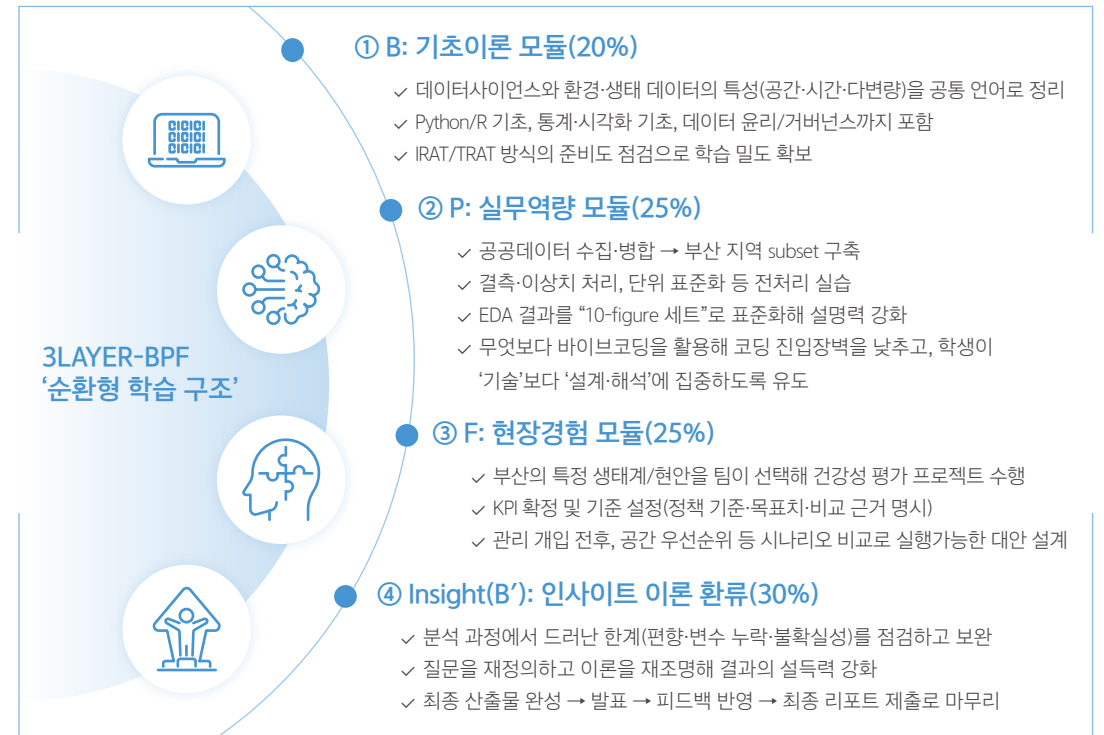 ① B: 기초이론 모듈(20%)
✓ 데이터사이언스와 환경·생태 데이터의 특성(공간·시간·다변량)을 공통 언어로 정리
✓ Python/R 기초, 통계·시각화 기초, 데이터 윤리/거버넌스까지 포함
✓ IRAT/TRAT 방식의 준비도 점검으로 학습 밀도 확보
② P: 실무역량 모듈(25%)
✓ 공공데이터 수집·병합 → 부산 지역 subset 구축
✓ 결측·이상치 처리, 단위 표준화 등 전처리 실습
✓ EDA 결과를 “10-figure 세트”로 표준화해 설명력 강화
✓ 무엇보다 바이브코딩을 활용해 코딩 진입장벽을 낮추고, 학생이
‘기술’보다 ‘설계·해석’에 집중하도록 유도
3LAYER-BPF
‘순환형 학습 구조’
③ F: 현장경험 모듈(25%)
✓ 부산의 특정 생태계/현안을 팀이 선택해 건강성 평가 프로젝트 수행
✓ KPI 확정 및 기준 설정(정책 기준·목표치·비교 근거 명시)
✓ 관리 개입 전후, 공간 우선순위 등 시나리오 비교로 실행가능한 대안 설계
④ Insight(B′): 인사이트 이론 환류(30%)
✓ 분석 과정에서 드러난 한계(편향·변수 누락·불확실성)를 점검하고 보완
✓ 질문을 재정의하고 이론을 재조명해 결과의 설득력 강화
✓ 최종 산출물 완성 → 발표 → 피드백 반영 → 최종 리포트 제출로 마무리